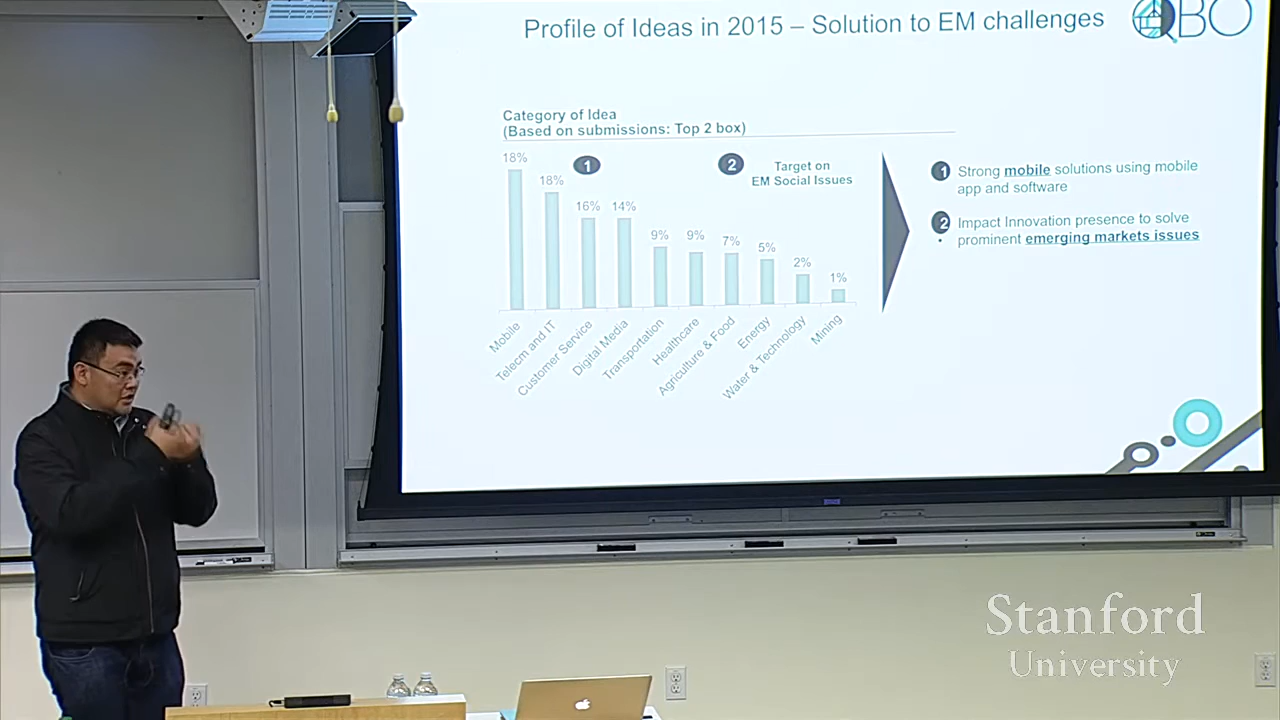 Profile of Ideas in 2015 – Solution to EM challenges
QBO
Category of Idea
(Based on submissions: Top 2 box)
18%
18%
16%
14%
9%
9%
7%
5%
2%
1%
1
2
Target on
EM Social Issues
Mobile
Telecm and IT
Customer Service
Digital Media
Transportation
Healthcare
Agriculture & Food
Energy
Water & Technology
Mining
1
Strong mobile solutions using mobile
app and software
2
Impact Innovation presence to solve
• prominent emerging markets issues
Stanford
University